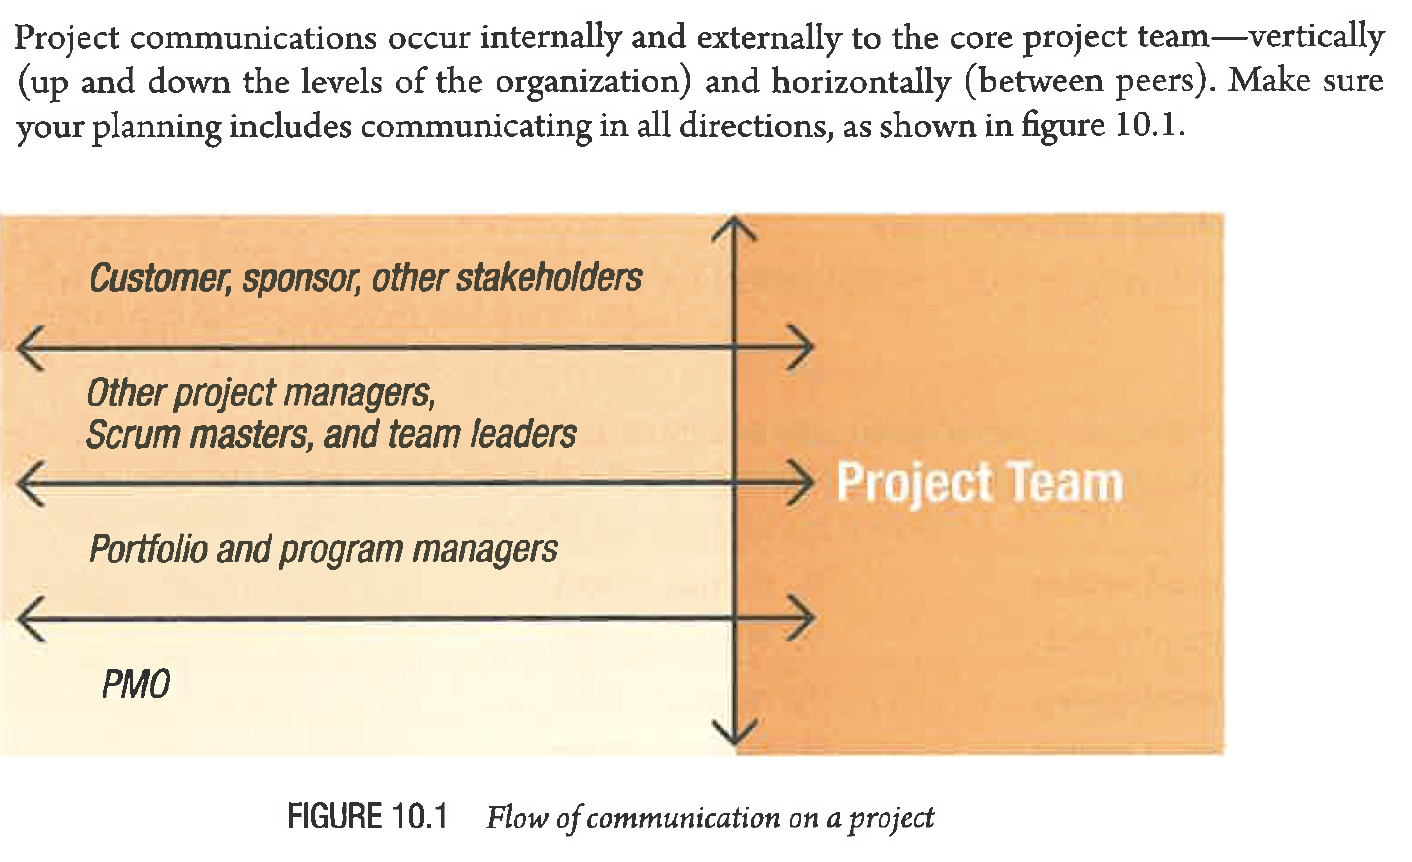 Project communications occur internally and externally to the core project team—vertically
(up and down the levels of the organization) and horizontally (between peers). Make sure
your planning includes communicating in all directions, as shown in figure 10.1.
Customer, sponsor, other stakeholders
Other project managers,
Scrum masters, and team leaders
Project Team
Portfolio and program managers
PMO
FIGURE 10.1 Flow of communication on a project